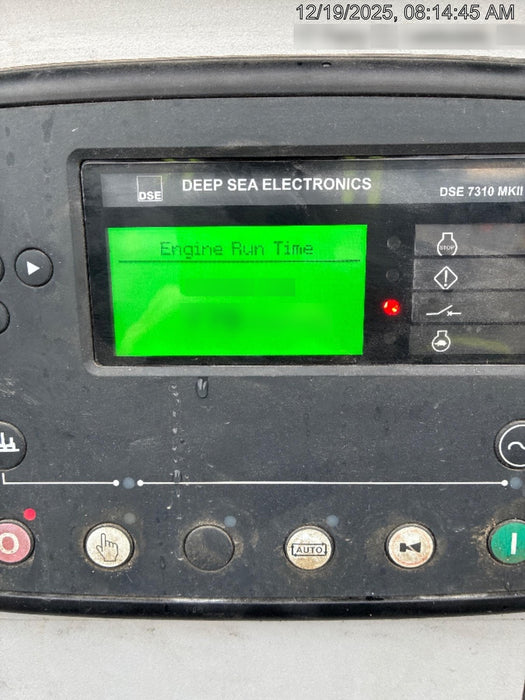 12/19/2025, 08:14:45 AM
DSE
DEEP SEA ELECTRONICS
DSE 7310 MKII
Engine Run Time
STOP
O
AUTO
I